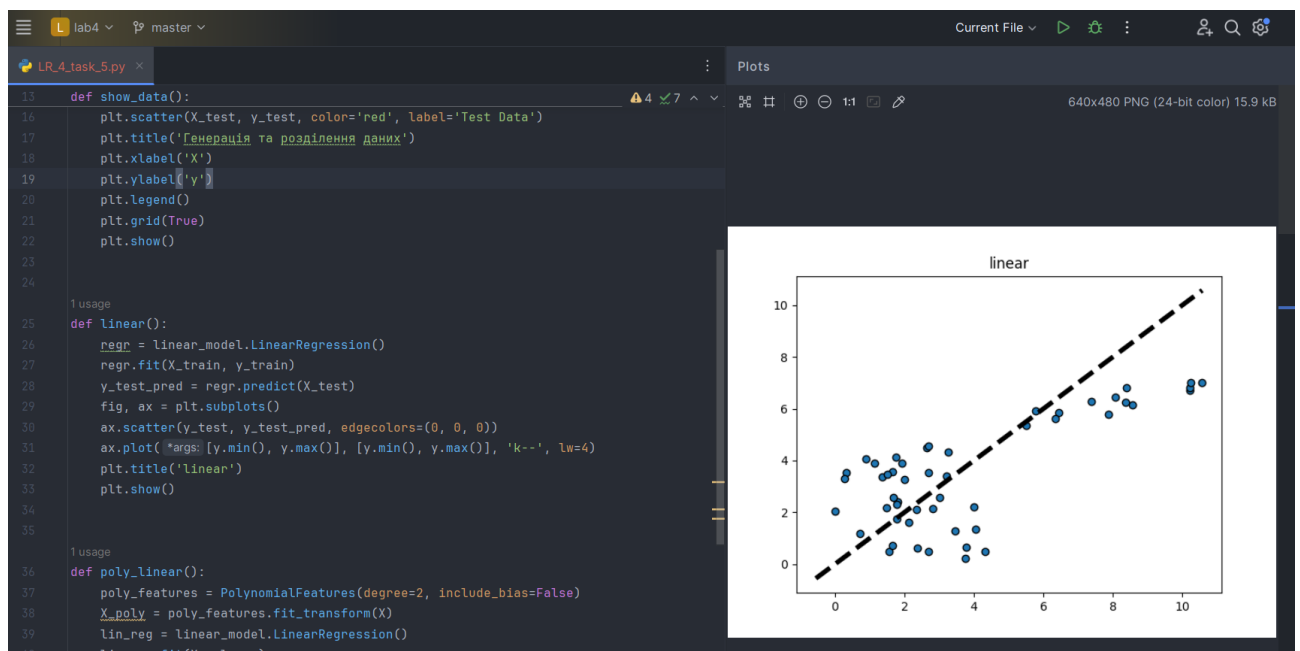 L lab4 master Current File
LR_4_task_5.py × Plots
13 def show_data(): 4 7
1:1 640x480 PNG (24-bit color) 15.9 kB
16 plt.scatter(X_test, y_test, color='red', label='Test Data')
17 plt.title('Генерація та розділення даних')
18 plt.xlabel('X')
19 plt.ylabel('y')
20 plt.legend()
21 plt.grid(True)
22 plt.show()
23
24
1 usage
25 def linear():
26 regr = linear_model.LinearRegression()
27 regr.fit(X_train, y_train)
28 y_test_pred = regr.predict(X_test)
29 fig, ax = plt.subplots()
30 ax.scatter(y_test, y_test_pred, edgecolors=(0, 0, 0))
31 ax.plot( *args: [y.min(), y.max()], [y.min(), y.max()], 'k--', lw=4)
32 plt.title('linear')
33 plt.show()
34
35
1 usage
36 def poly_linear():
37 poly_features = PolynomialFeatures(degree=2, include_bias=False)
38 X_poly = poly_features.fit_transform(X)
39 lin_reg = linear_model.LinearRegression()
linear
10
8
6
4
2
0
0 2 4 6 8 10